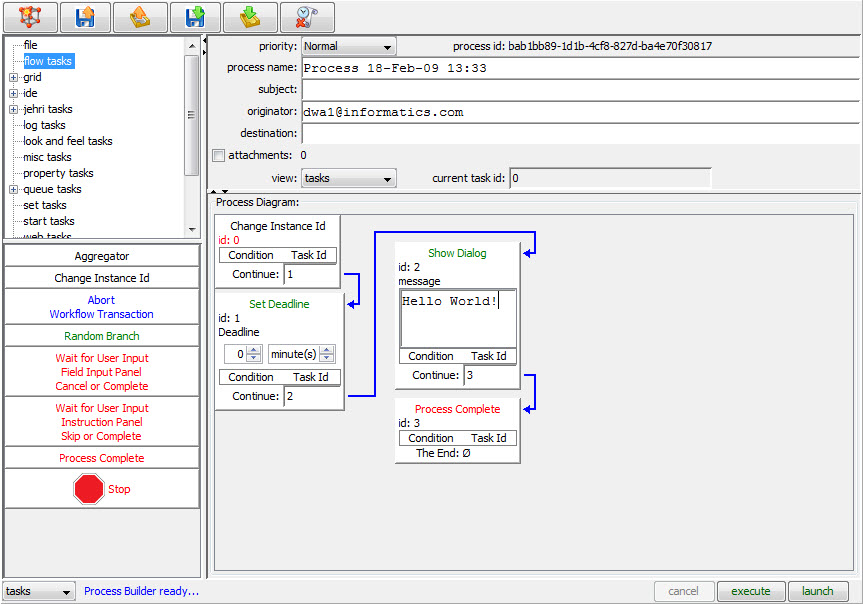 priority: Normal process id: bab1bb89-1d1b-4cf8-827d-ba4e70f30817
process name: Process 18-Feb-09 13:33
subject:
originator: dwa1@informatics.com
destination:
attachments: 0
view: tasks current task id: 0
file
flow tasks
grid
ide
jehri tasks
log tasks
look and feel tasks
misc tasks
property tasks
queue tasks
set tasks
start tasks
web tasks
Aggregator
Change Instance Id
Abort
Workflow Transaction
Random Branch
Wait for User Input
Field Input Panel
Cancel or Complete
Wait for User Input
Instruction Panel
Skip or Complete
Process Complete
Stop
Process Diagram:
Change Instance Id
id: 0
Condition Task Id
Continue: 1
Set Deadline
id: 1
Deadline
0 minute(s)
Condition Task Id
Continue: 2
Show Dialog
id: 2
message
Hello World!
Condition Task Id
Continue: 3
Process Complete
id: 3
Condition Task Id
The End: Ø
tasks Process Builder ready... cancel execute launch